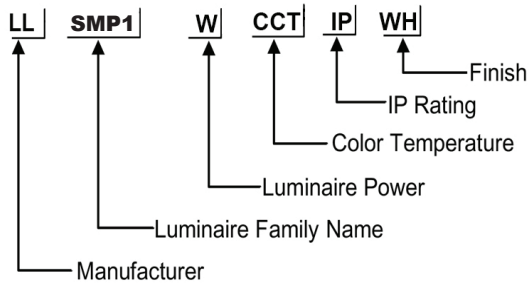 LL SMP1 W CCT IP WH
Finish
IP Rating
Color Temperature
Luminaire Power
Luminaire Family Name
Manufacturer